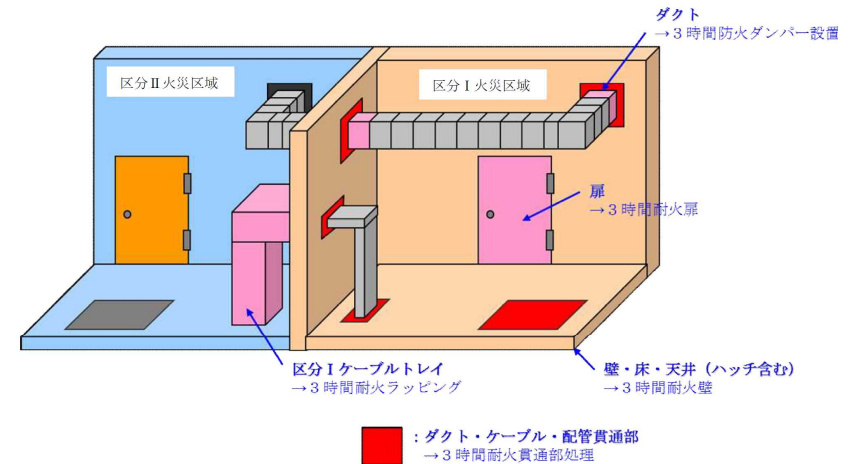 ダクト
→3時間防火ダンパー設置
区分Ⅱ火災区域
区分Ⅰ火災区域
扉
→3時間耐火扉
区分Ⅰケーブルトレイ
→3時間耐火ラッピング
壁・床・天井（ハッチ含む）
→3時間耐火壁
：ダクト・ケーブル・配管貫通部
→3時間耐火貫通部処理